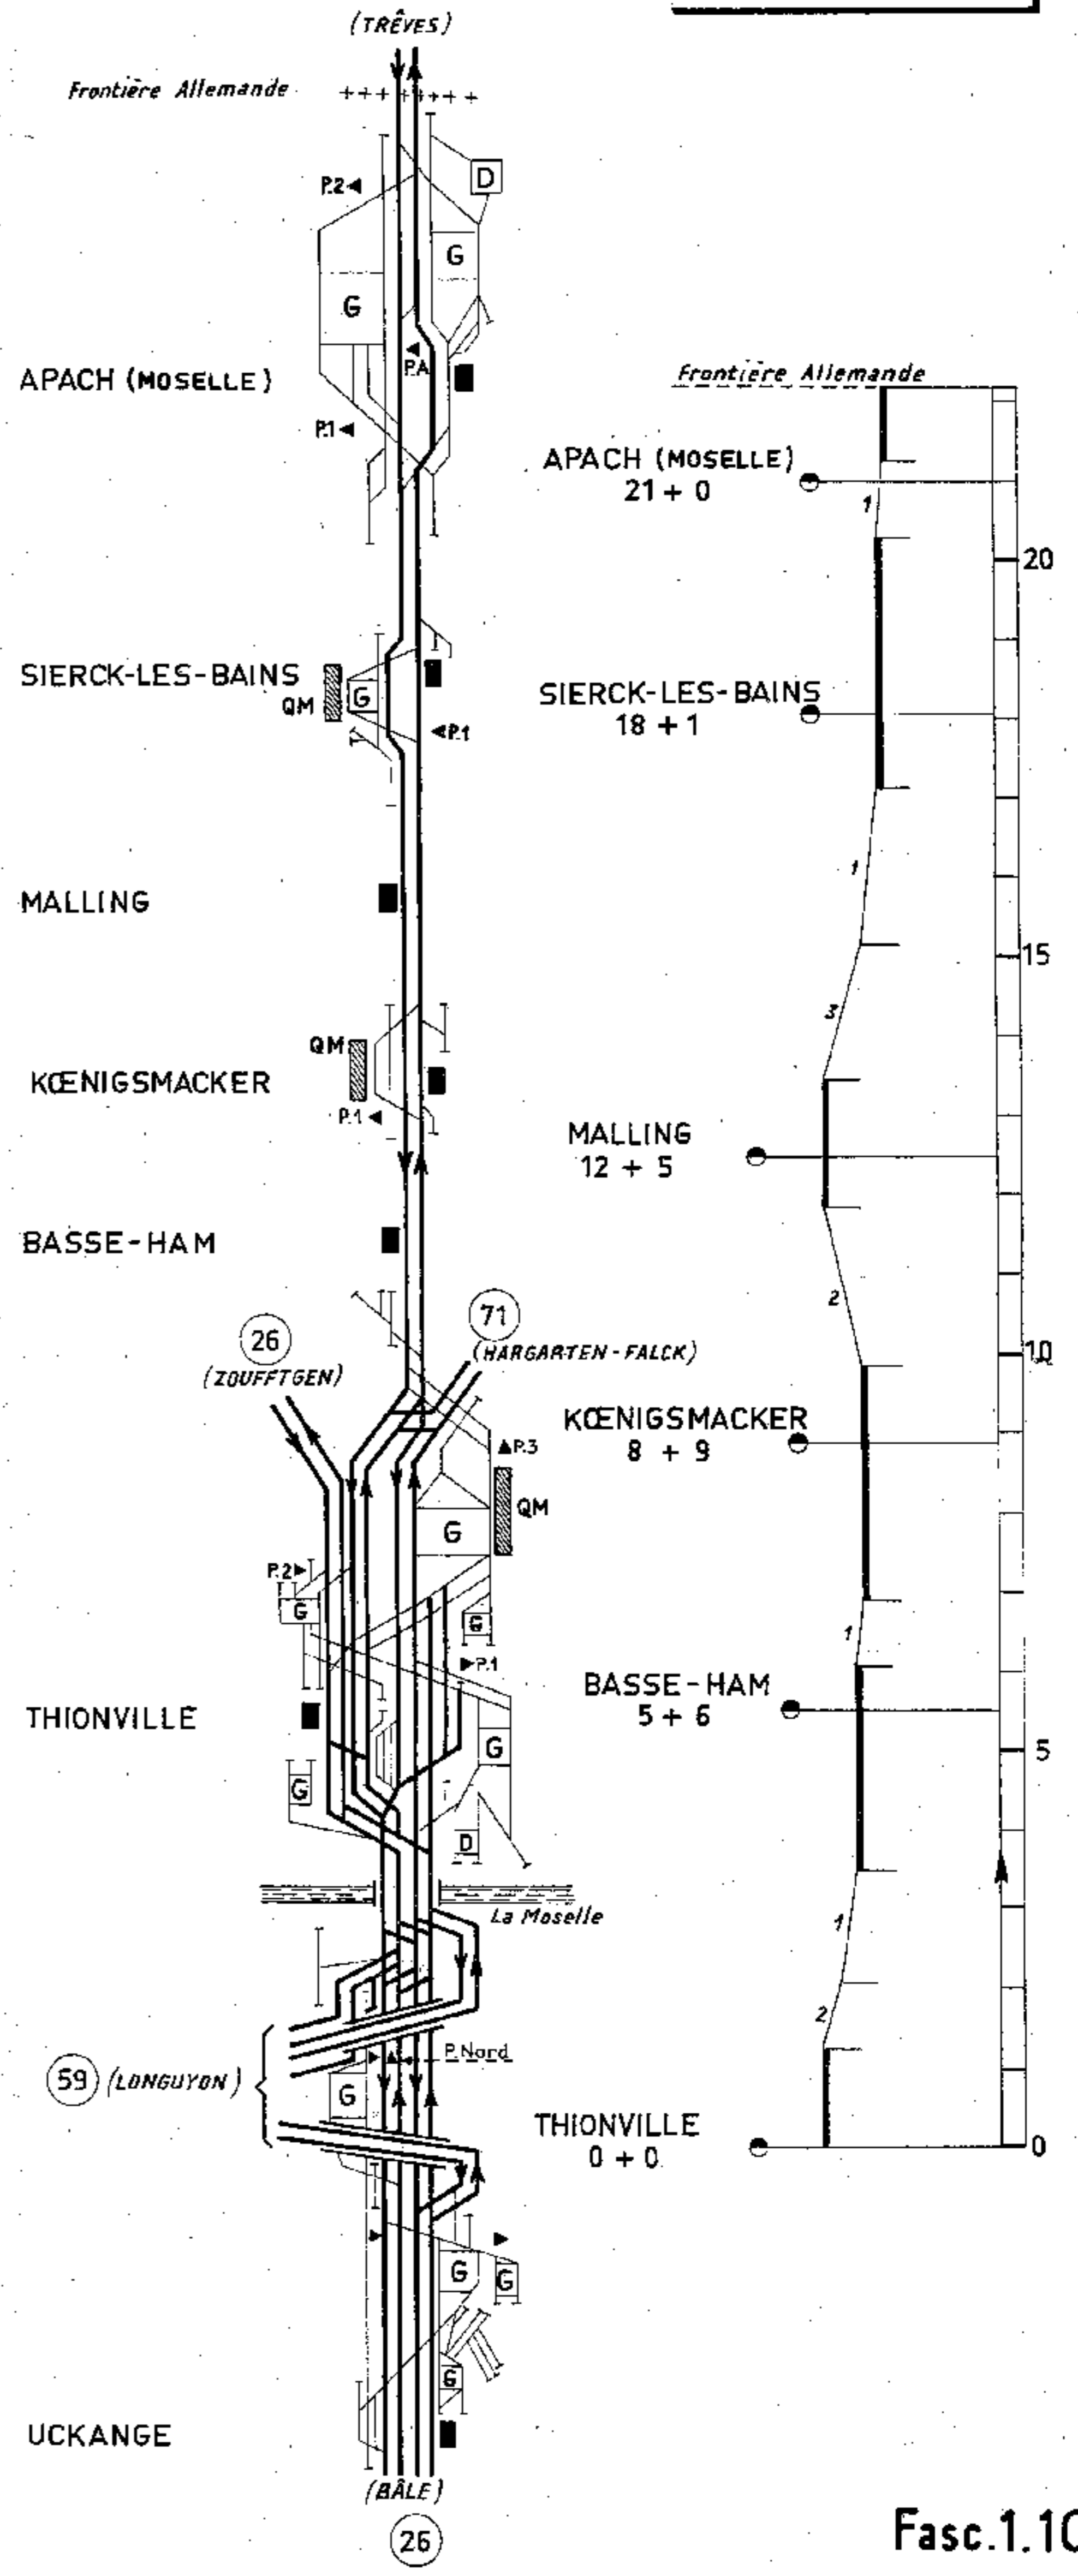 (TRÊVES)
Frontière Allemande
P.2
D
G
G
P.A
APACH (MOSELLE)
P.1
SIERCK-LES-BAINS
QM
G
P.1
MALLING
QM
KŒNIGSMACKER
P.1
BASSE-HAM
26
(ZOUFFTGEN)
71
(HARGARTEN-FALCK)
P.3
QM
G
P.2
G
G
P.1
THIONVILLE
G
G
D
La Moselle
P.Nord
59 (LONGUYON)
G
G
G
G
UCKANGE
(BÂLE)
26
Frontière Allemande
APACH (MOSELLE)
21 + 0
1
20
SIERCK-LES-BAINS
18 + 1
1
15
3
MALLING
12 + 5
2
10
KŒNIGSMACKER
8 + 9
1
BASSE-HAM
5 + 6
5
1
2
THIONVILLE
0 + 0
0
Fasc.1.10